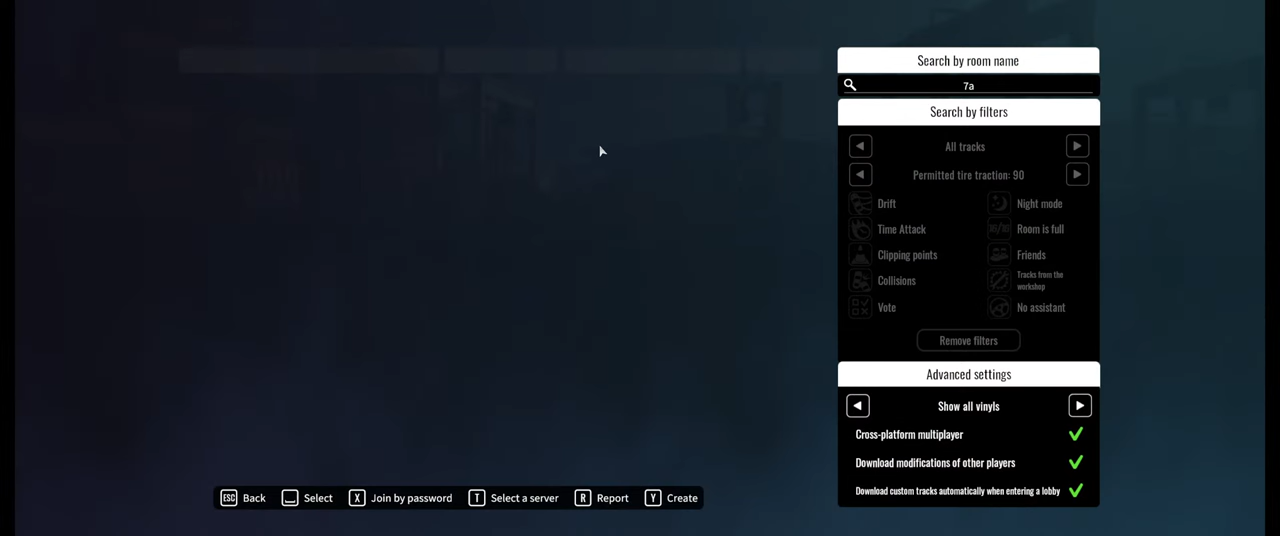 Search by room name
7a
Search by filters
All tracks
Permitted tire traction: 90
Drift
Night mode
Time Attack
Room is full
Clipping points
Friends
Collisions
Tracks from the
workshop
Vote
No assistant
Remove filters
Advanced settings
Show all vinyls
Cross-platform multiplayer
Download modifications of other players
Download custom tracks automatically when entering a lobby
ESC Back
Select
X Join by password
T Select a server
R Report
Y Create